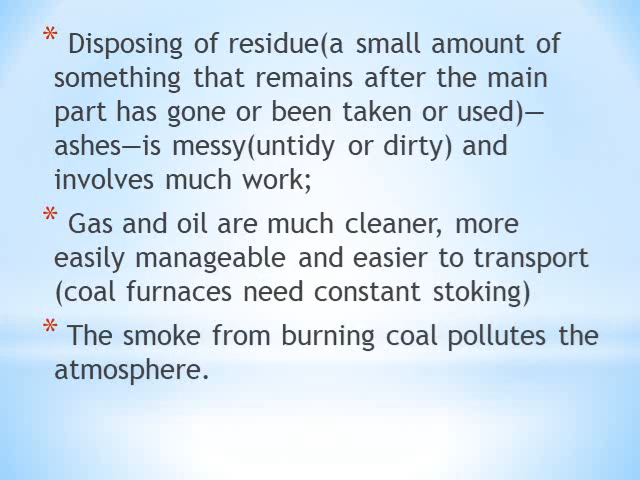 * Disposing of residue(a small amount of
something that remains after the main
part has gone or been taken or used)—
ashes—is messy(untidy or dirty) and
involves much work;
* Gas and oil are much cleaner, more
easily manageable and easier to transport
(coal furnaces need constant stoking)
* The smoke from burning coal pollutes the
atmosphere.